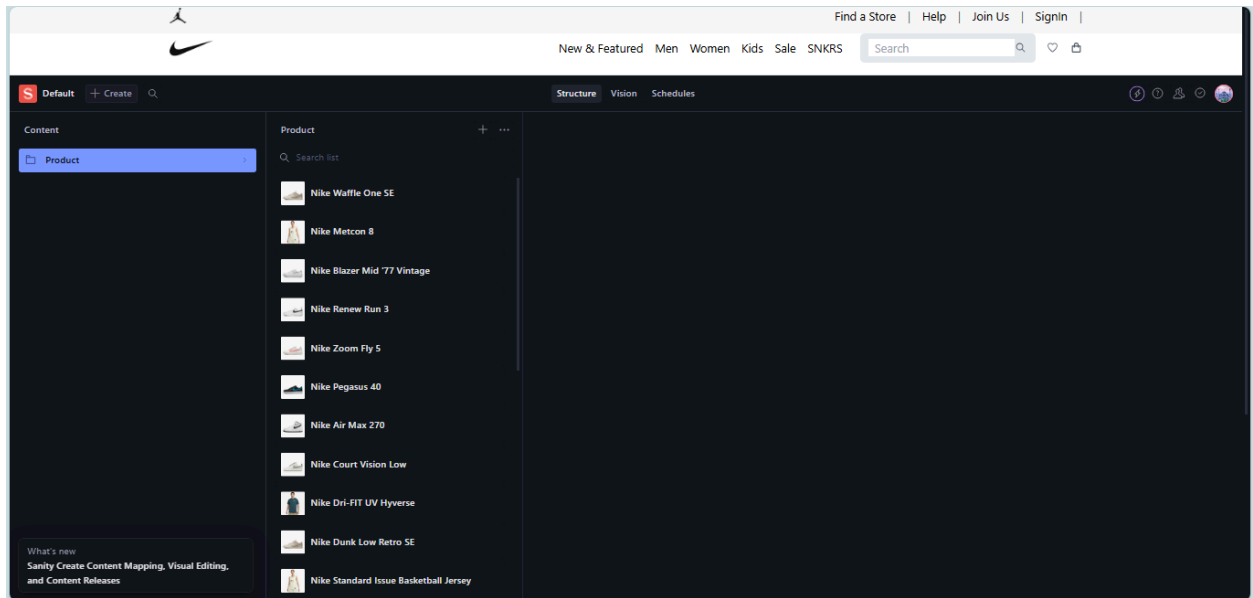 Find a Store | Help | Join Us | SignIn |
New & Featured Men Women Kids Sale SNKRS Search
S Default + Create Structure Vision Schedules
Content
Product
Product
Search list
Nike Waffle One SE
Nike Metcon 8
Nike Blazer Mid '77 Vintage
Nike Renew Run 3
Nike Zoom Fly 5
Nike Pegasus 40
Nike Air Max 270
Nike Court Vision Low
Nike Dri-FIT UV Hyverse
Nike Dunk Low Retro SE
Nike Standard Issue Basketball Jersey
What's new
Sanity Create Content Mapping, Visual Editing,
and Content Releases